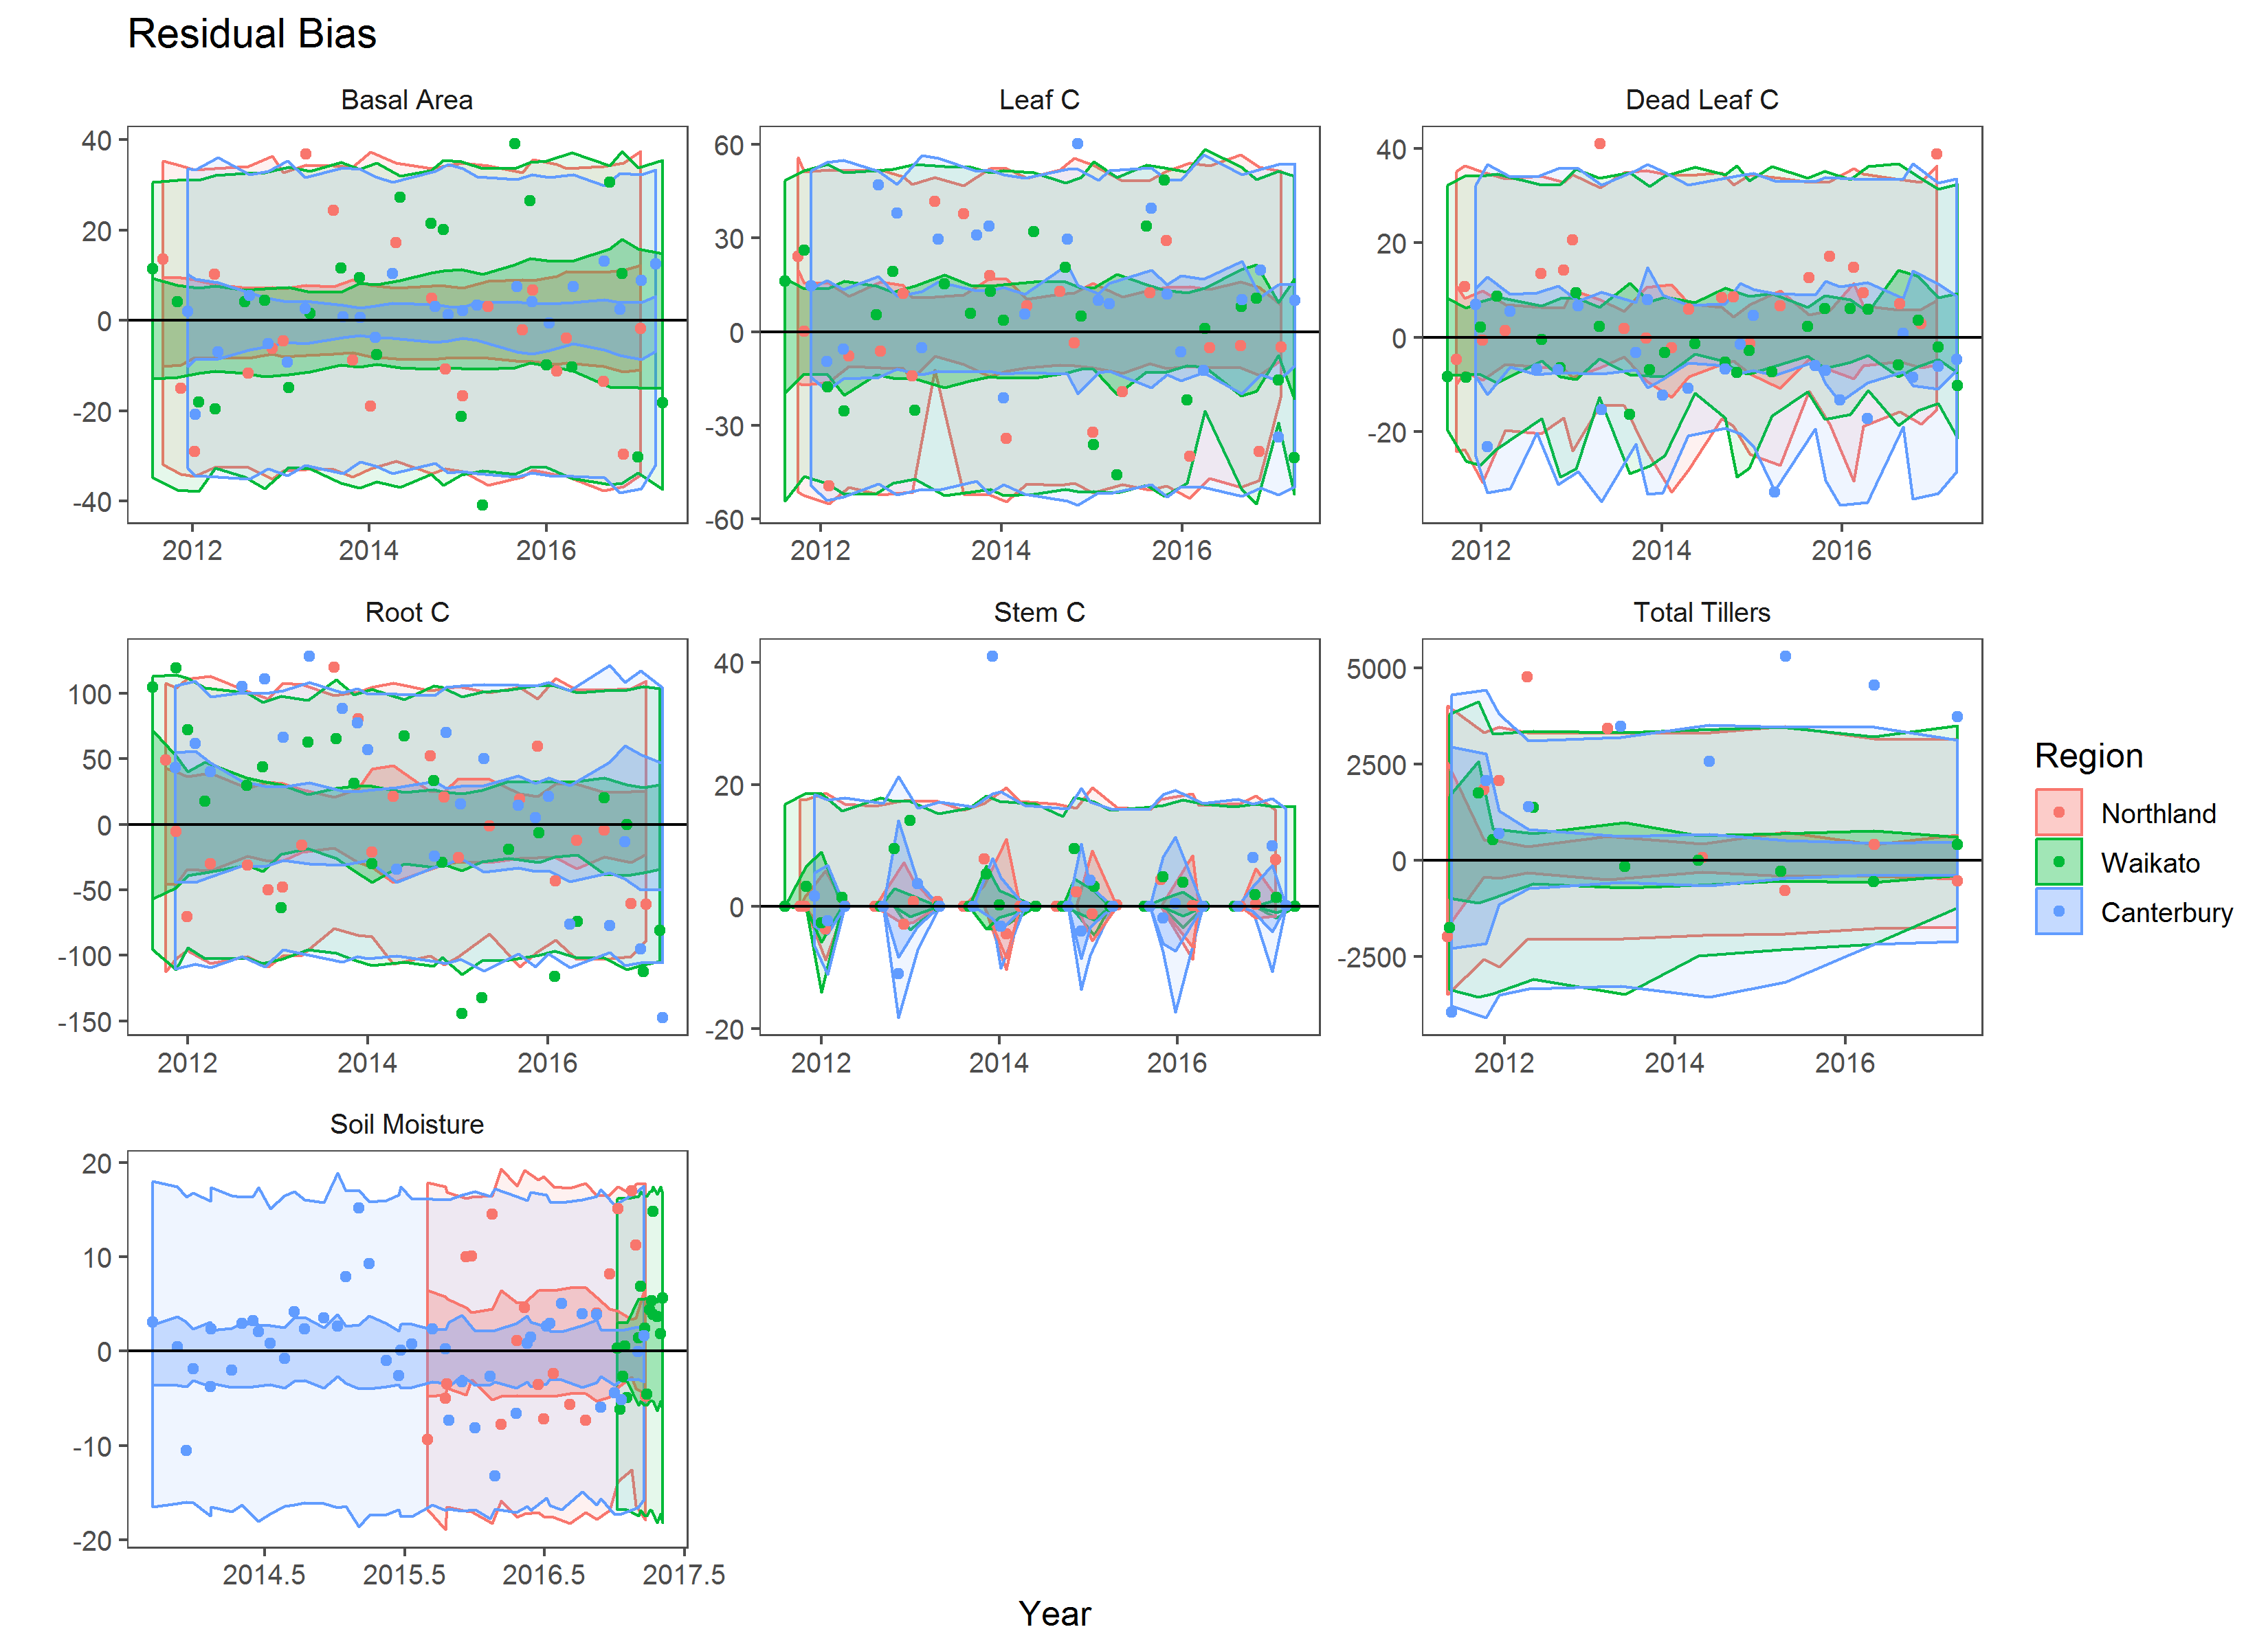 Residual Bias
Basal Area
Leaf C
Dead Leaf C
40
20
0
-20
-40
2012 2014 2016
60
30
0
-30
-60
2012 2014 2016
40
20
0
-20
2012 2014 2016
Root C
Stem C
Total Tillers
100
50
0
-50
-100
-150
2012 2014 2016
40
20
0
-20
2012 2014 2016
5000
2500
0
-2500
2012 2014 2016
Soil Moisture
20
10
0
-10
-20
2014.5 2015.5 2016.5 2017.5
Year
Region
Northland
Waikato
Canterbury